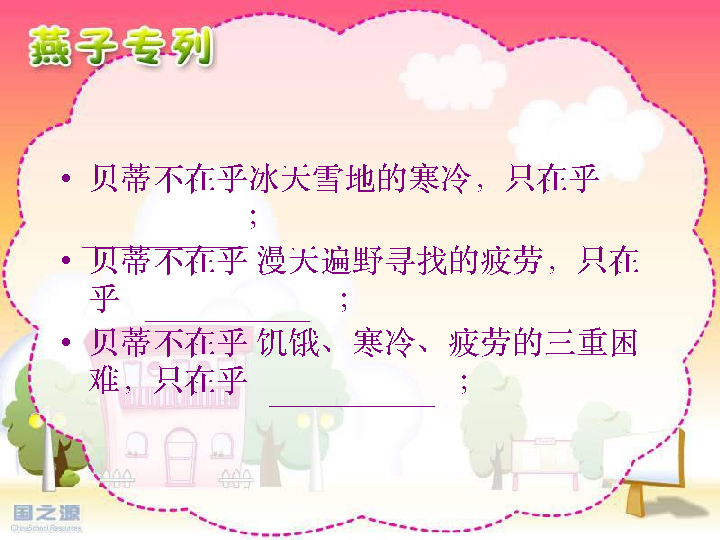 燕子专列
• 贝蒂不在乎冰天雪地的寒冷，只在乎
__________；
• 贝蒂不在乎 漫天遍野寻找的疲劳，只在
乎 __________ ；
• 贝蒂不在乎 饥饿、寒冷、疲劳的三重困
难，只在乎 __________ ；
国之源
ChinaSchool Resources